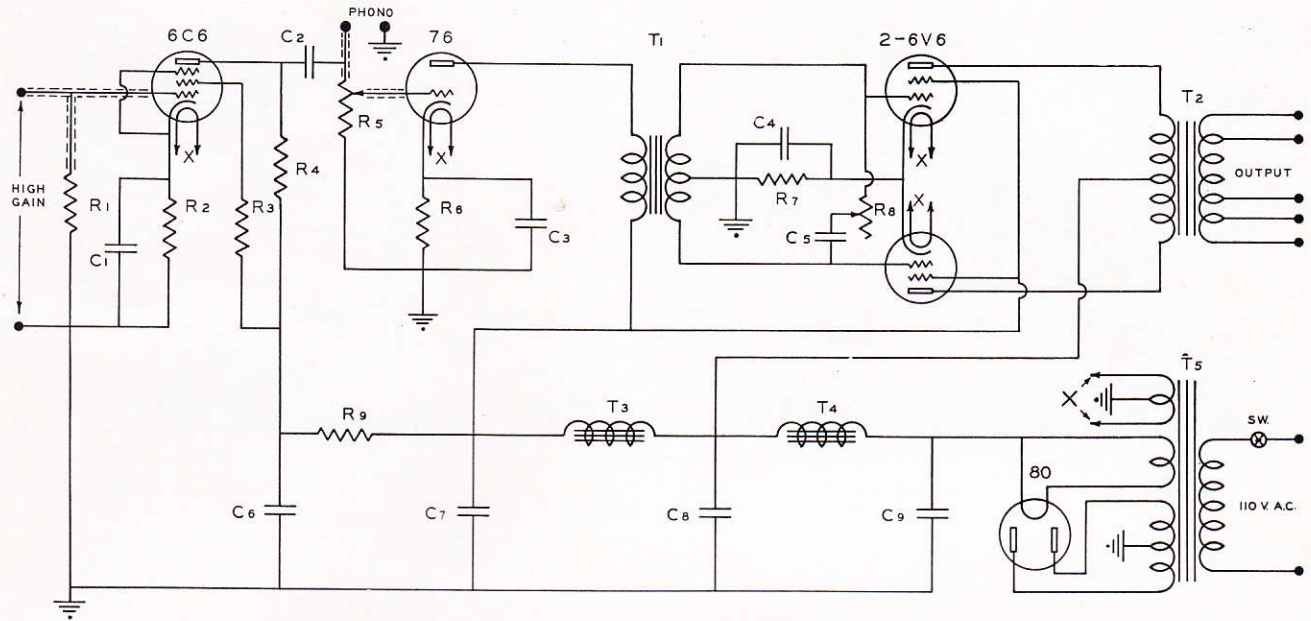 PHONO
6C6
C2
76
T1
2-6V6
R5
C4
T2
X
R4
X
X
OUTPUT
HIGH GAIN
R1
R2
R3
R6
R7
R8
X
C1
C3
C5
T5
X
R9
T3
T4
SW.
80
C6
C7
C8
C9
110 V. A.C.